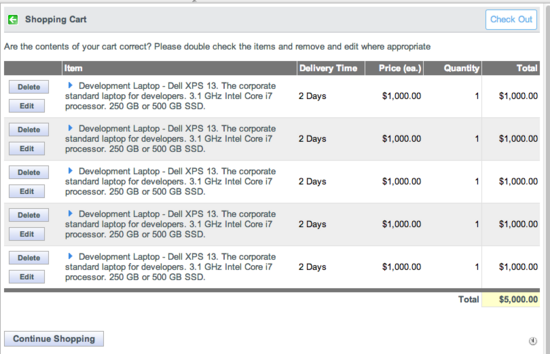 Shopping Cart
Check Out
Are the contents of your cart correct? Please double check the items and remove and edit where appropriate
Item Delivery Time Price (ea.) Quantity Total
Delete
Edit
Development Laptop - Dell XPS 13. The corporate
standard laptop for developers. 3.1 GHz Intel Core i7
processor. 250 GB or 500 GB SSD.
2 Days $1,000.00 1 $1,000.00
Delete
Edit
Development Laptop - Dell XPS 13. The corporate
standard laptop for developers. 3.1 GHz Intel Core i7
processor. 250 GB or 500 GB SSD.
2 Days $1,000.00 1 $1,000.00
Delete
Edit
Development Laptop - Dell XPS 13. The corporate
standard laptop for developers. 3.1 GHz Intel Core i7
processor. 250 GB or 500 GB SSD.
2 Days $1,000.00 1 $1,000.00
Delete
Edit
Development Laptop - Dell XPS 13. The corporate
standard laptop for developers. 3.1 GHz Intel Core i7
processor. 250 GB or 500 GB SSD.
2 Days $1,000.00 1 $1,000.00
Delete
Edit
Development Laptop - Dell XPS 13. The corporate
standard laptop for developers. 3.1 GHz Intel Core i7
processor. 250 GB or 500 GB SSD.
2 Days $1,000.00 1 $1,000.00
Total $5,000.00
Continue Shopping